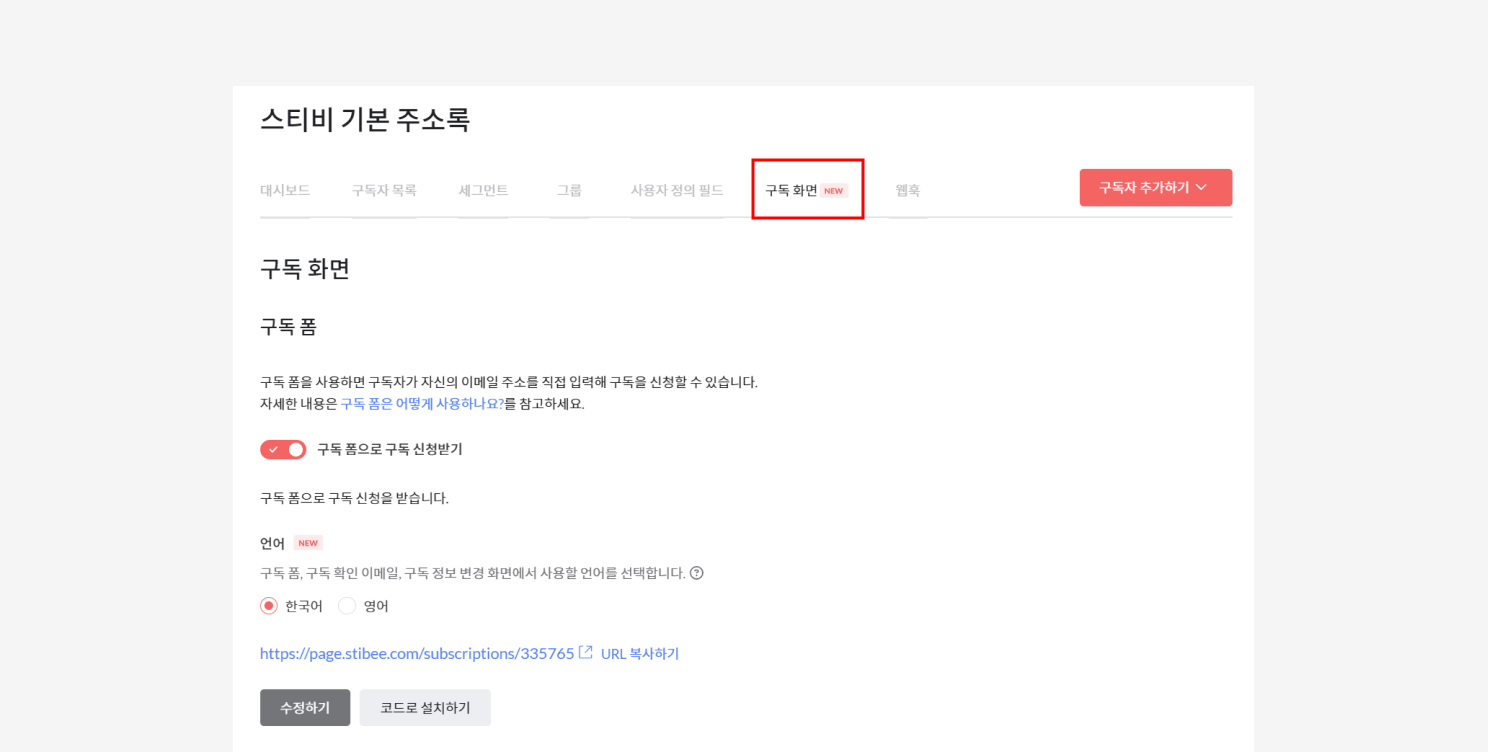 스티비 기본 주소록
대시보드 구독자 목록 세그먼트 그룹 사용자 정의 필드 구독 화면 NEW 웹훅 구독자 추가하기
구독 화면
구독 폼
구독 폼을 사용하면 구독자가 자신의 이메일 주소를 직접 입력해 구독을 신청할 수 있습니다.
자세한 내용은 구독 폼은 어떻게 사용하나요?를 참고하세요.
구독 폼으로 구독 신청받기
구독 폼으로 구독 신청을 받습니다.
언어 NEW
구독 폼, 구독 확인 이메일, 구독 정보 변경 화면에서 사용할 언어를 선택합니다. ?
한국어 영어
https://page.stibee.com/subscriptions/335765 URL 복사하기
수정하기 코드로 설치하기